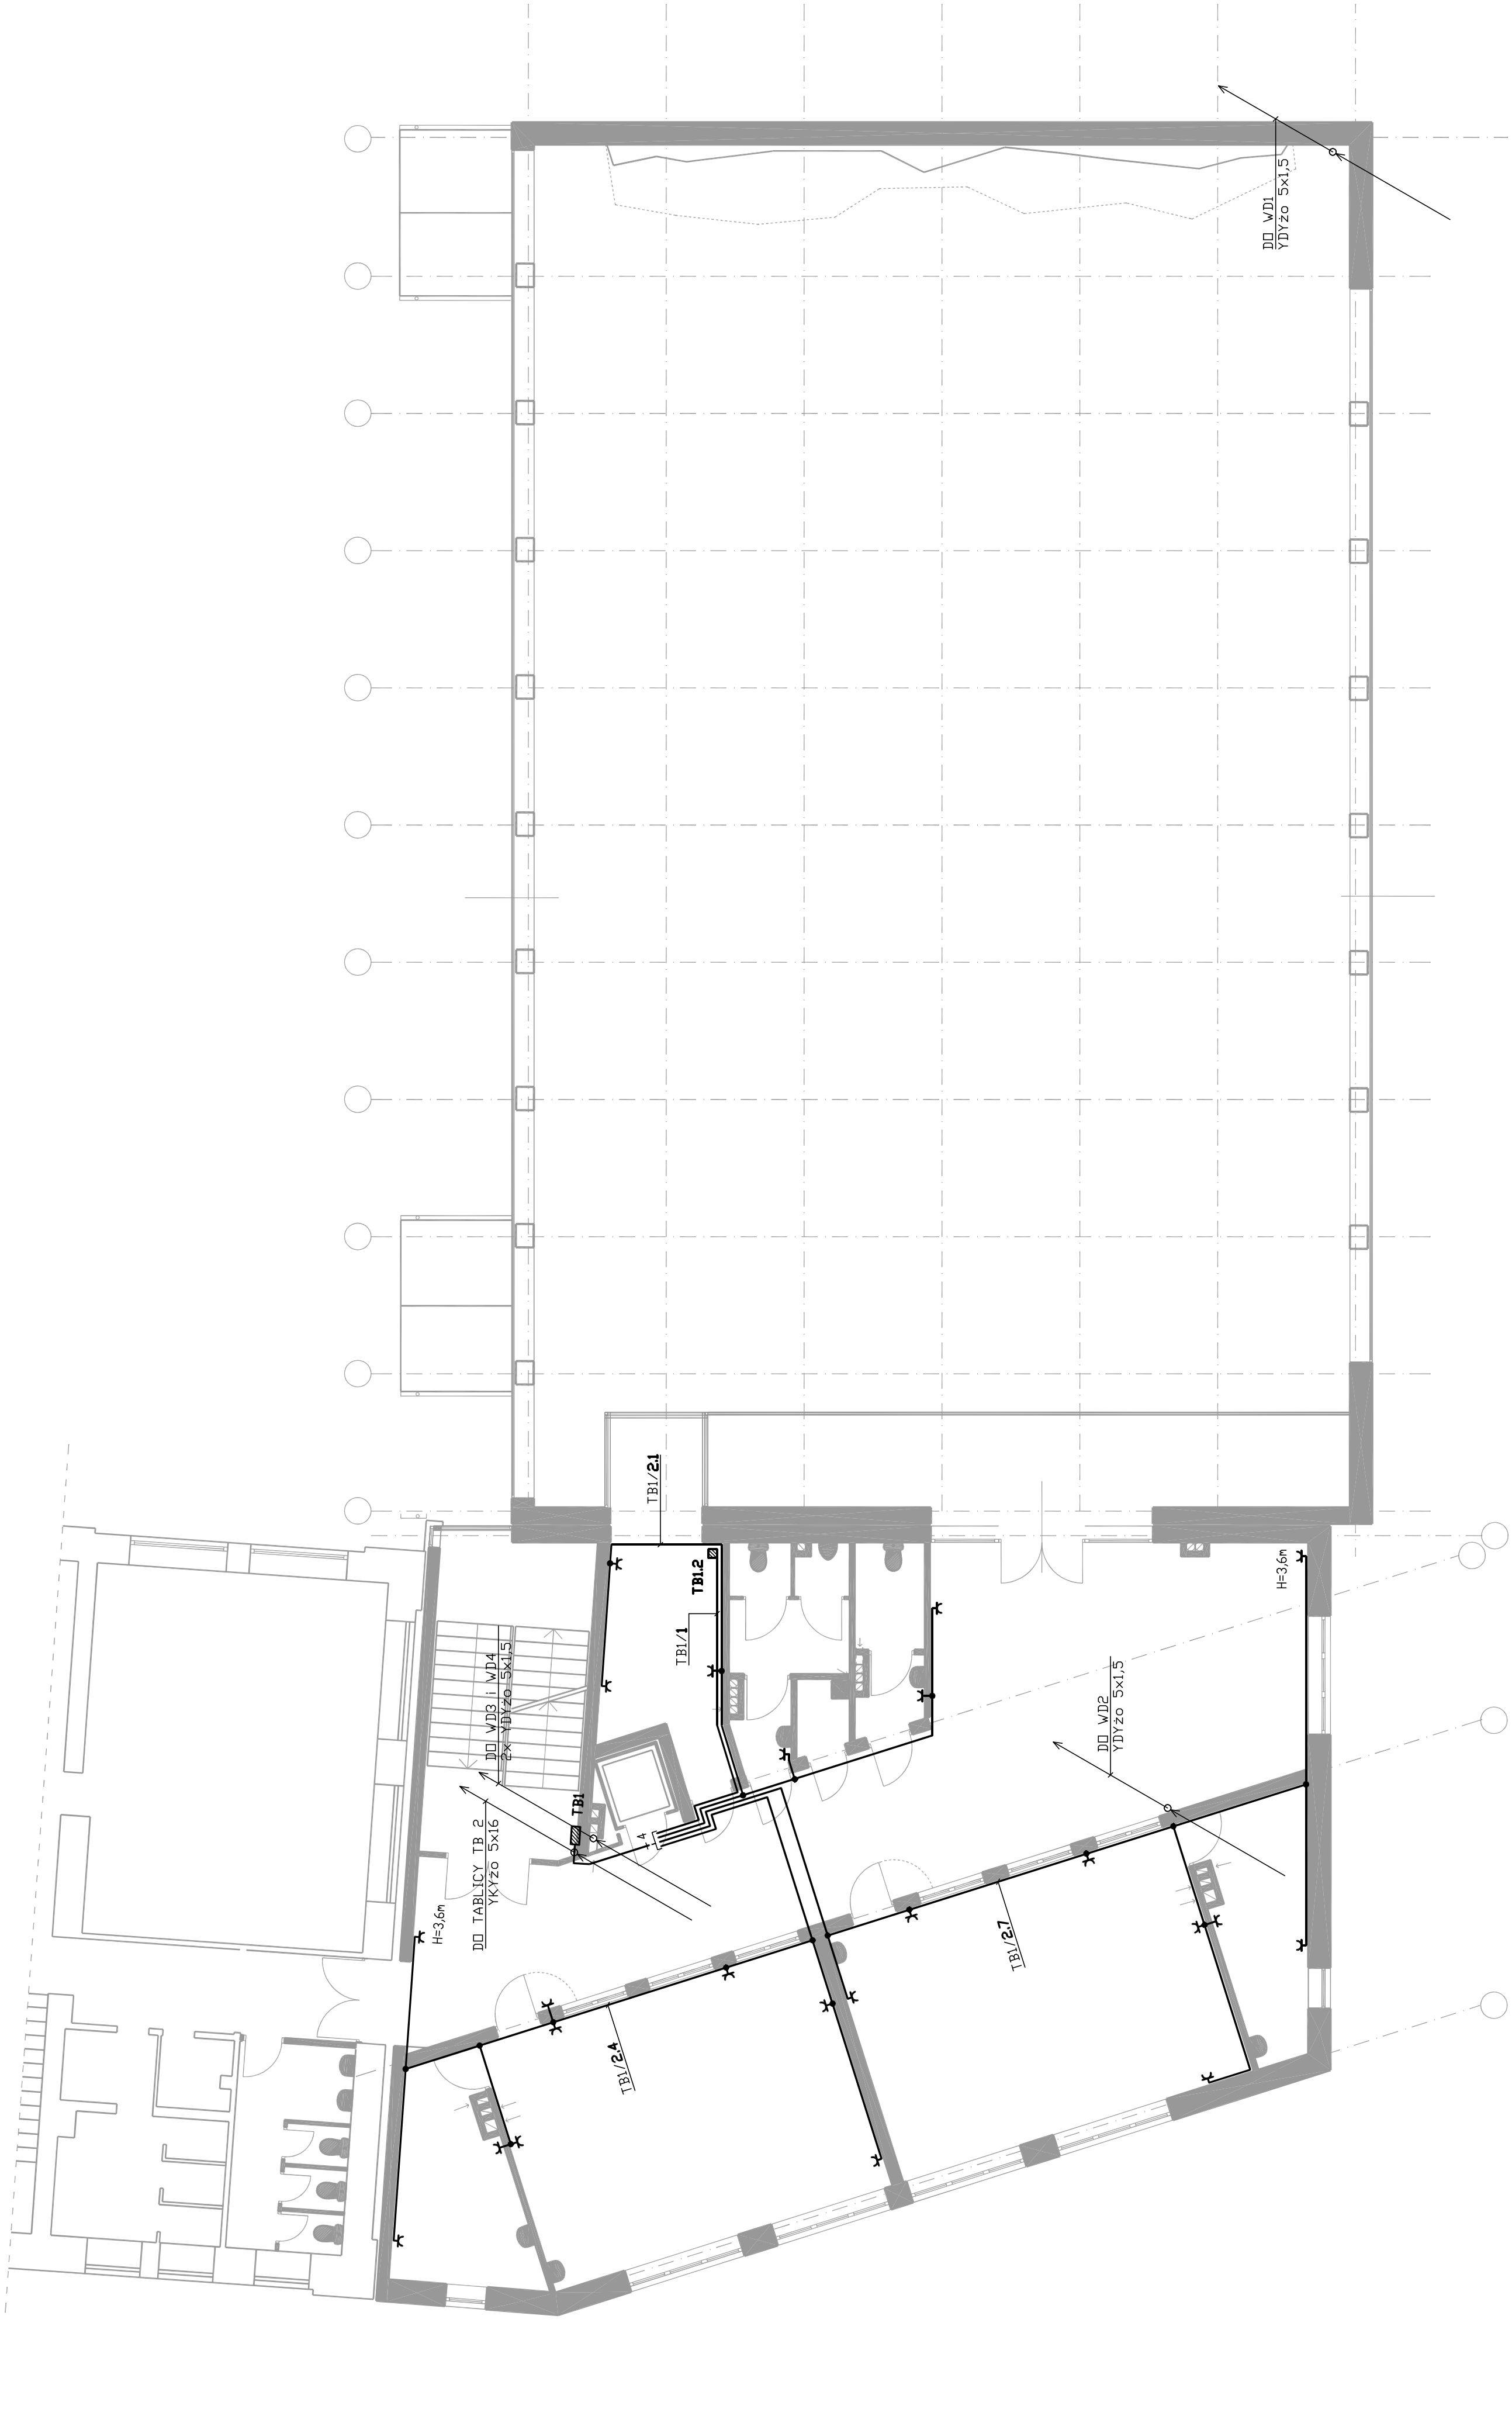 DO WD1
YDYżo 5x1,5
TB1/2.1
TB1.2
TB1/1
H=3,6m
DO WD3 i WD4
2x YDYżo 5x1,5
DO WD2
YDYżo 5x1,5
TB1
4
DO TABLICY TB 2
YKYżo 5x16
H=3,6m
TB1/2.7
TB1/2.4